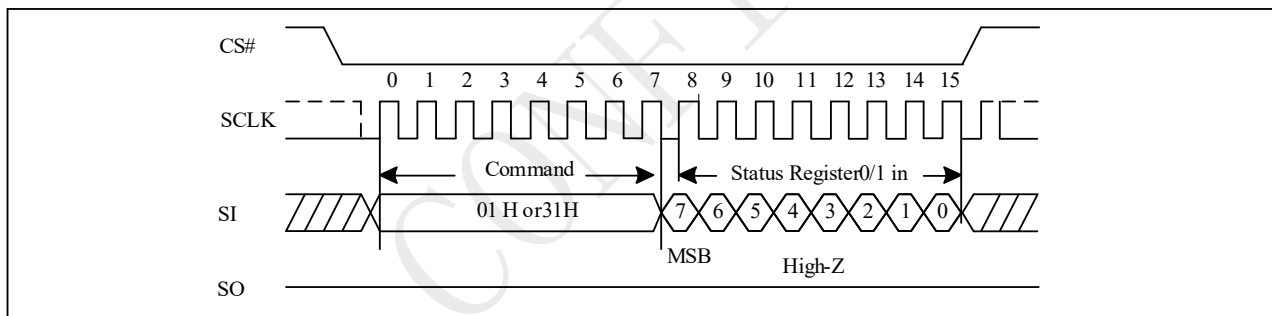 CS#
0 1 2 3 4 5 6 7 8 9 10 11 12 13 14 15
SCLK
Command
Status Register0/1 in
SI
01 H or31H
7 6 5 4 3 2 1 0
MSB
High-Z
SO